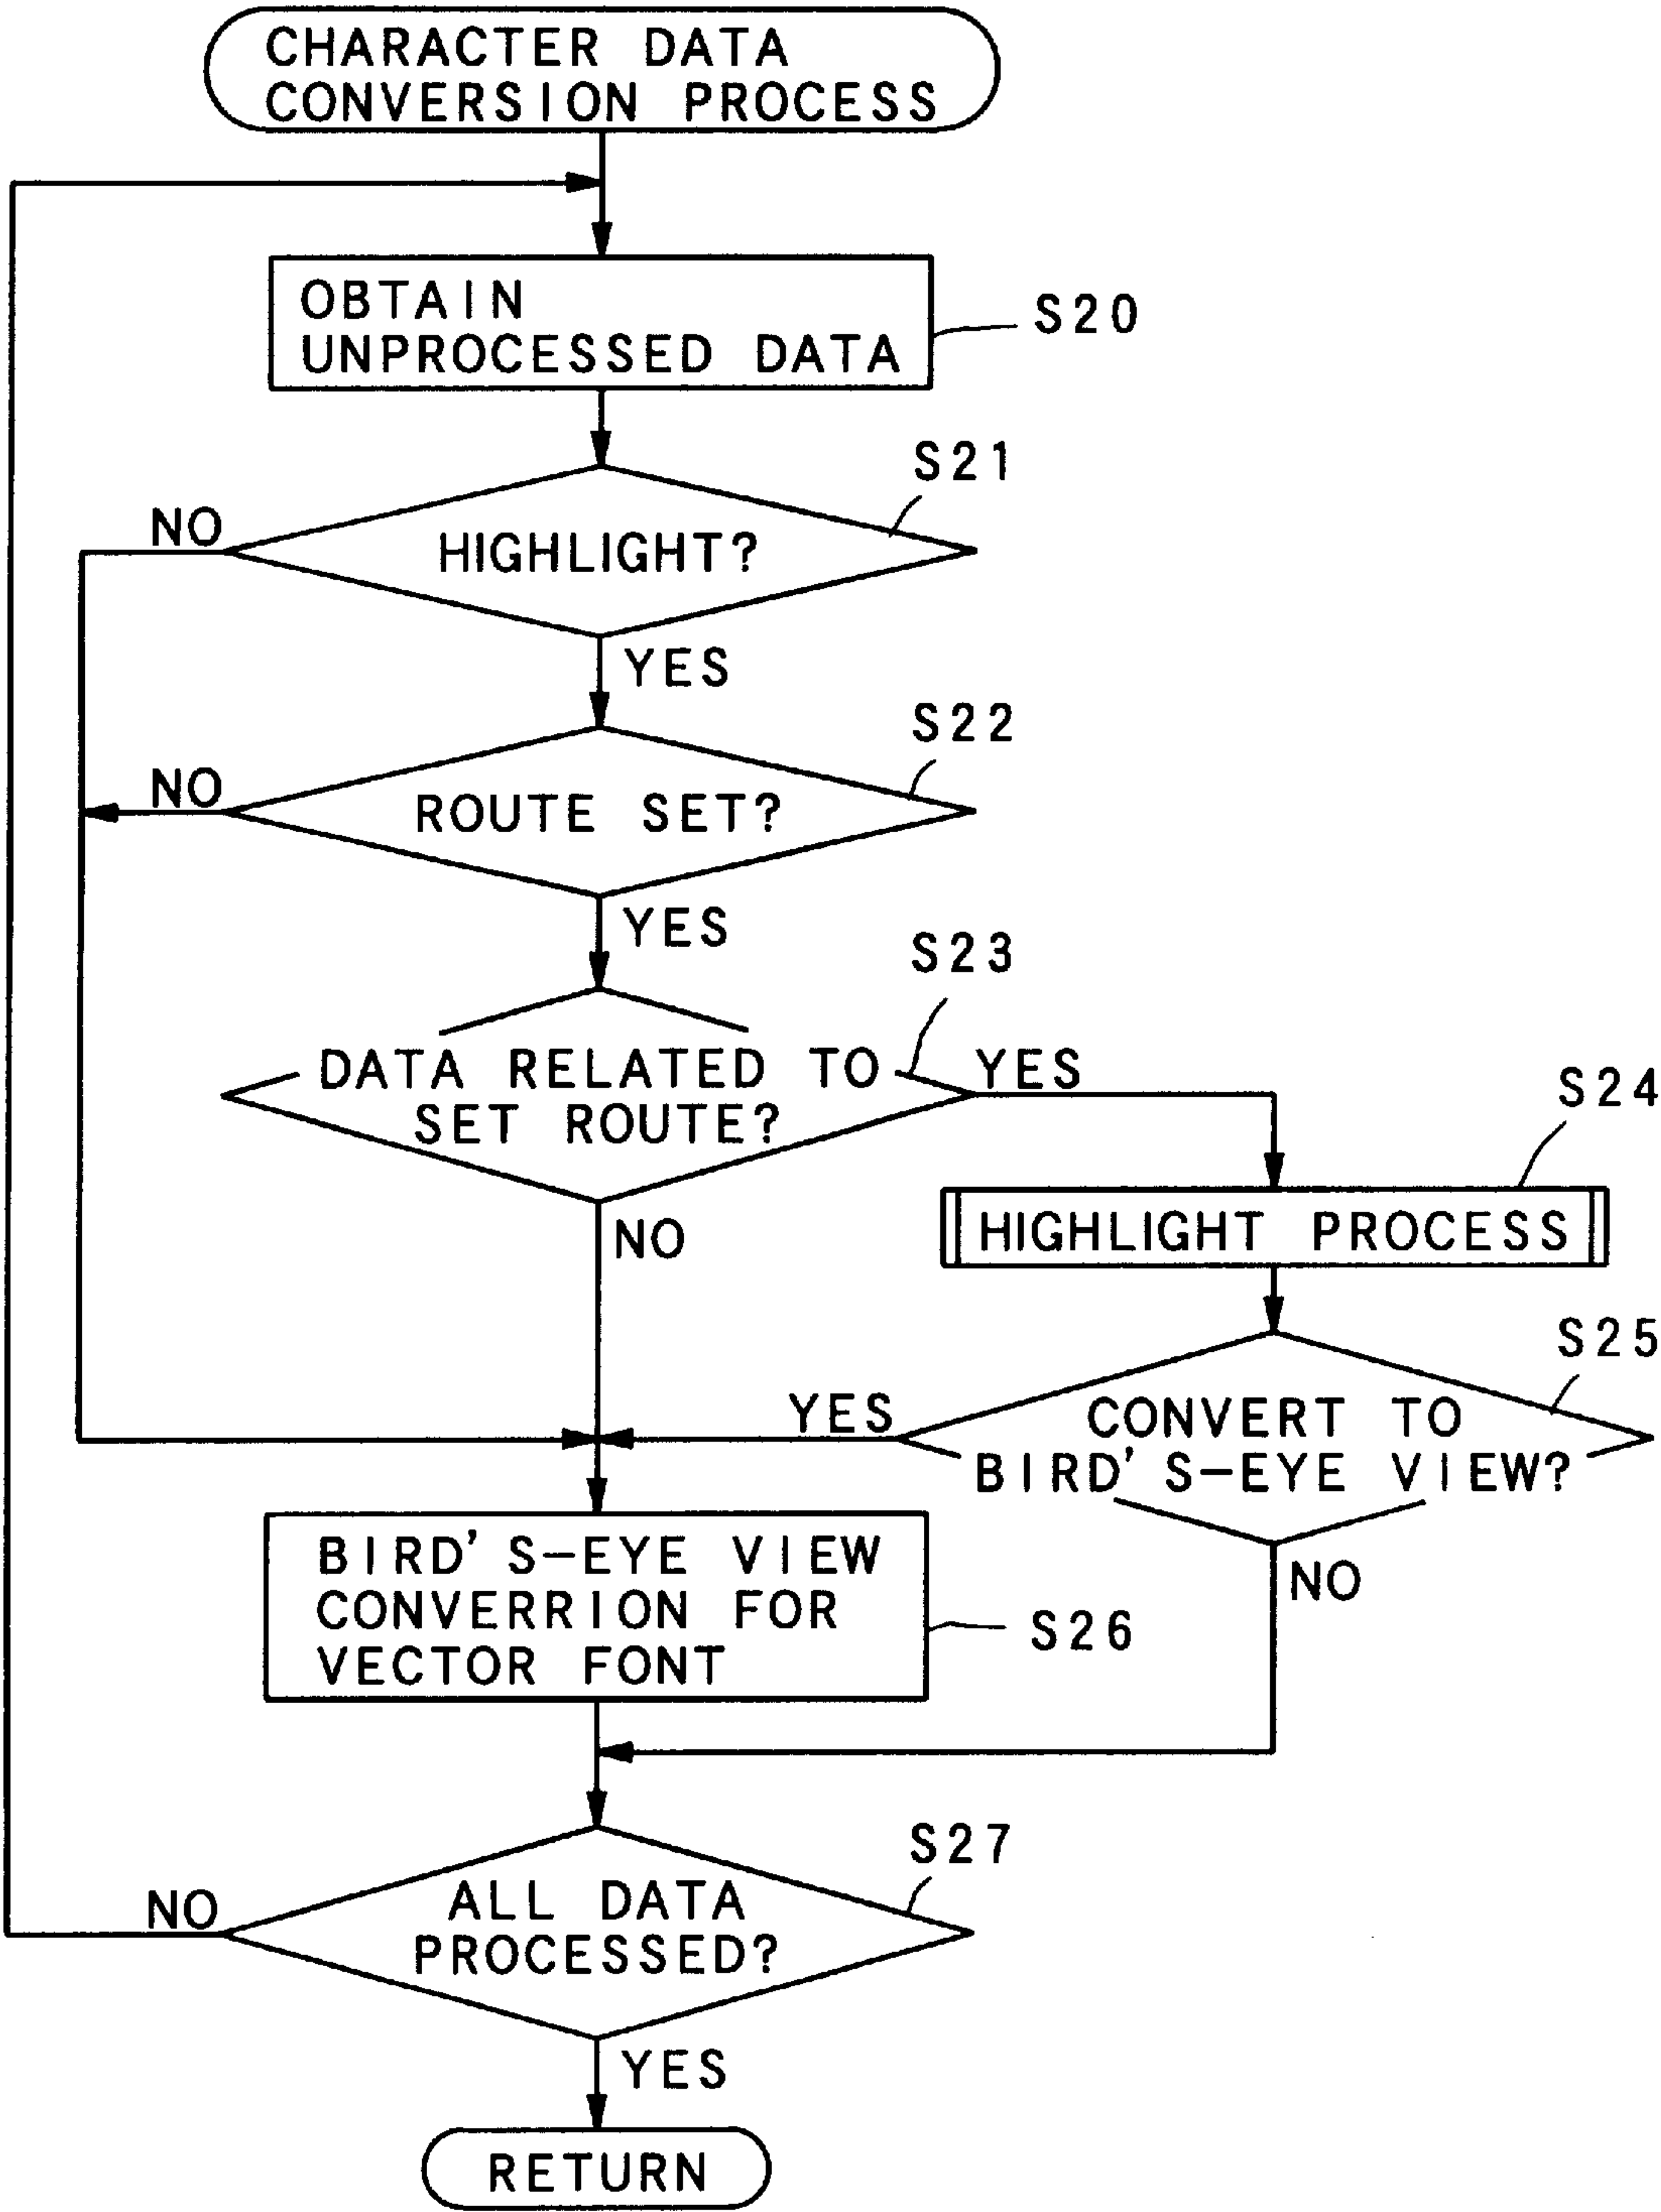 CHARACTER DATA
CONVERSION PROCESS
OBTAIN
UNPROCESSED DATA
S20
S21
NO
HIGHLIGHT?
YES
S22
NO
ROUTE SET?
YES
S23
DATA RELATED TO
SET ROUTE?
YES
NO
S24
HIGHLIGHT PROCESS
S25
YES
CONVERT TO
BIRD'S-EYE VIEW?
NO
BIRD'S-EYE VIEW
CONVERRION FOR
VECTOR FONT
S26
S27
NO
ALL DATA
PROCESSED?
YES
RETURN